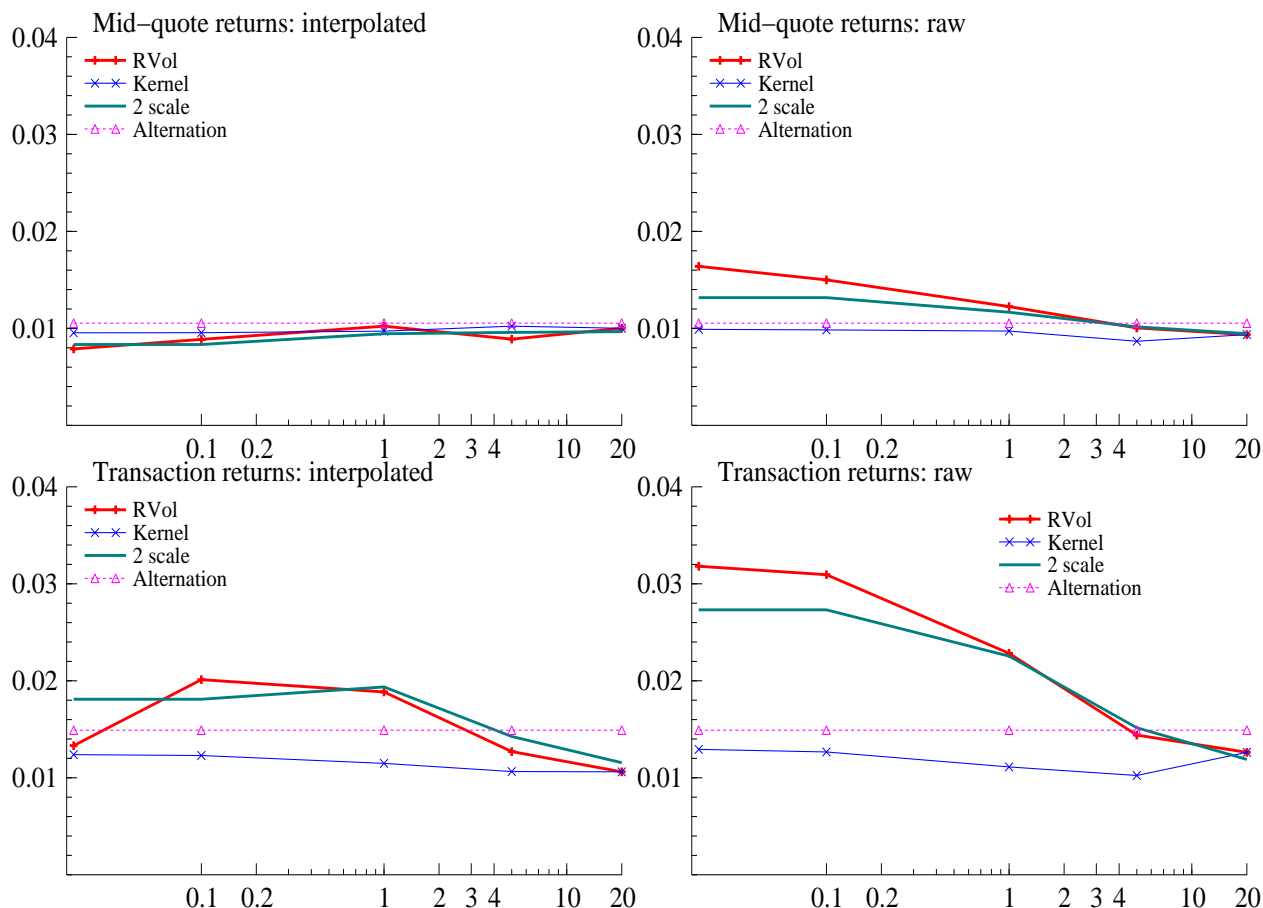 Mid−quote returns: interpolated
0.04
RVol
Kernel
2 scale
Alternation
0.03
0.02
0.01
0.1 0.2 1 2 3 4 10 20
Mid−quote returns: raw
0.04
RVol
Kernel
2 scale
Alternation
0.03
0.02
0.01
0.1 0.2 1 2 3 4 10 20
Transaction returns: interpolated
0.04
RVol
Kernel
2 scale
Alternation
0.03
0.02
0.01
0.1 0.2 1 2 3 4 10 20
Transaction returns: raw
0.04
RVol
Kernel
2 scale
Alternation
0.03
0.02
0.01
0.1 0.2 1 2 3 4 10 20